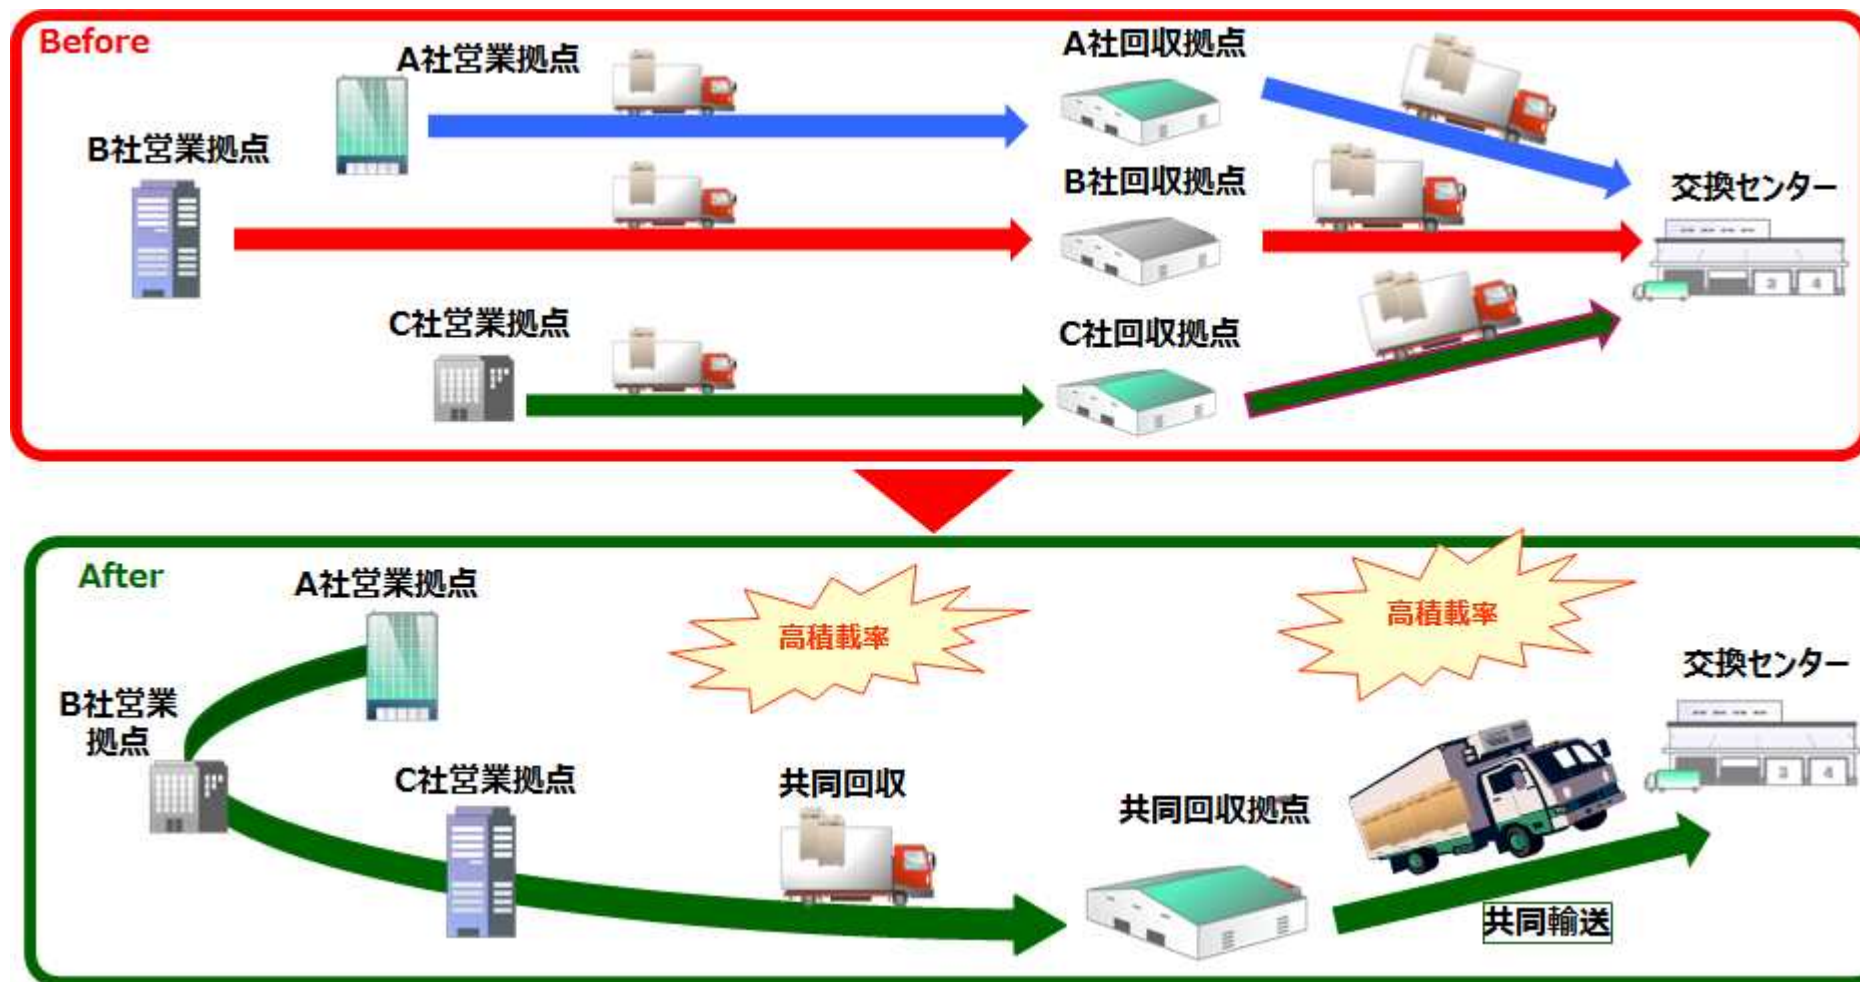 Before
A社営業拠点
A社回収拠点
B社営業拠点
B社回収拠点
交換センター
C社営業拠点
C社回収拠点
3 4
After
A社営業拠点
高積載率
高積載率
B社営業
拠点
交換センター
C社営業拠点
共同回収
共同回収拠点
3 4
共同輸送